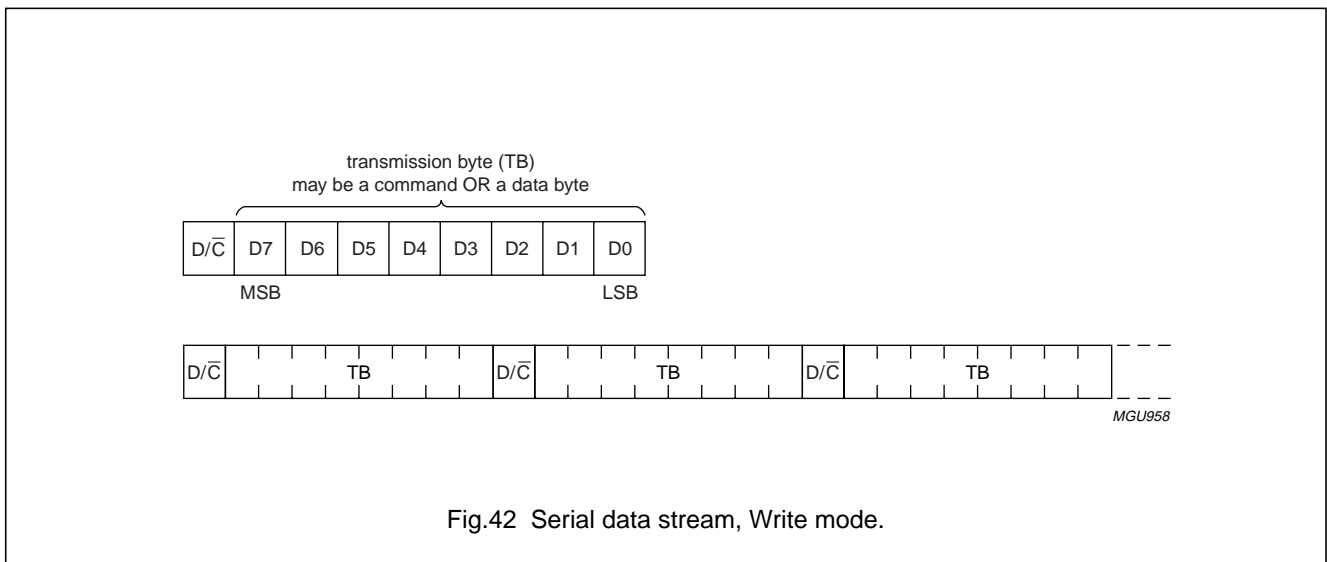 transmission byte (TB)
may be a command OR a data byte
D/C̅ D7 D6 D5 D4 D3 D2 D1 D0
MSB LSB
D/C̅ TB D/C̅ TB D/C̅ TB
MGU958
Fig.42 Serial data stream, Write mode.